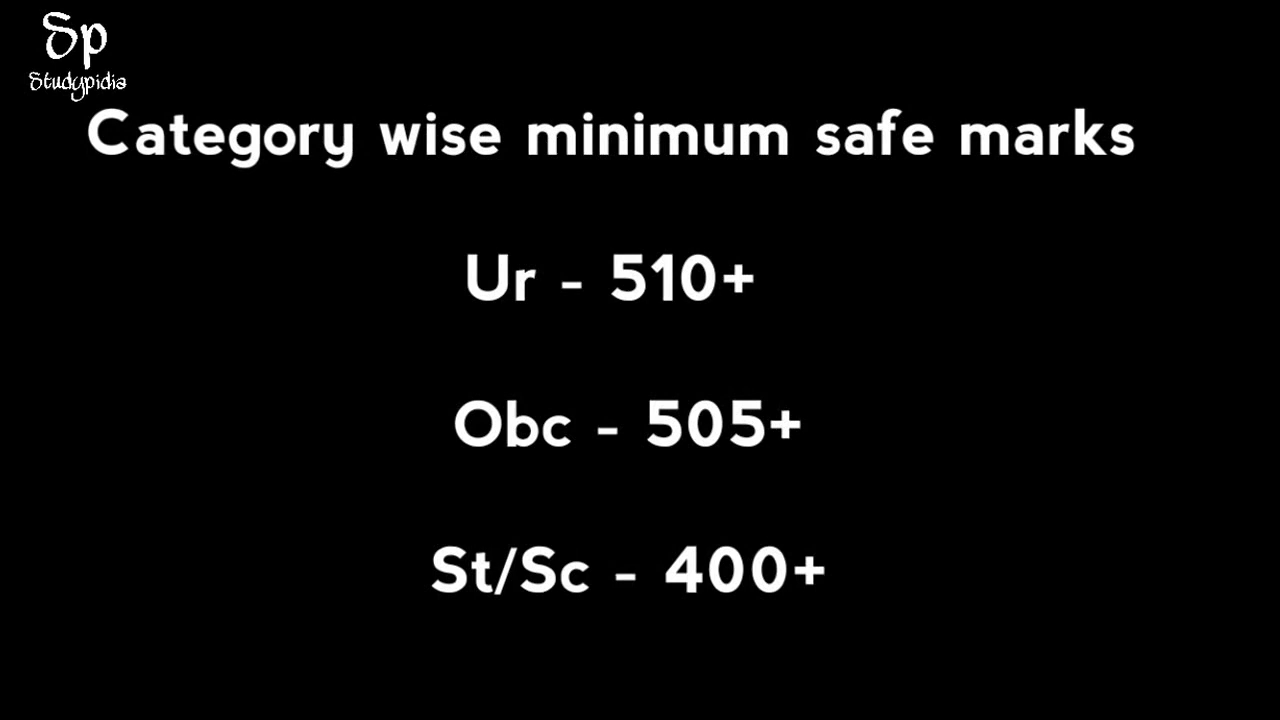 Sp
Studypidia
Category wise minimum safe marks
Ur - 510+
Obc - 505+
St/Sc - 400+